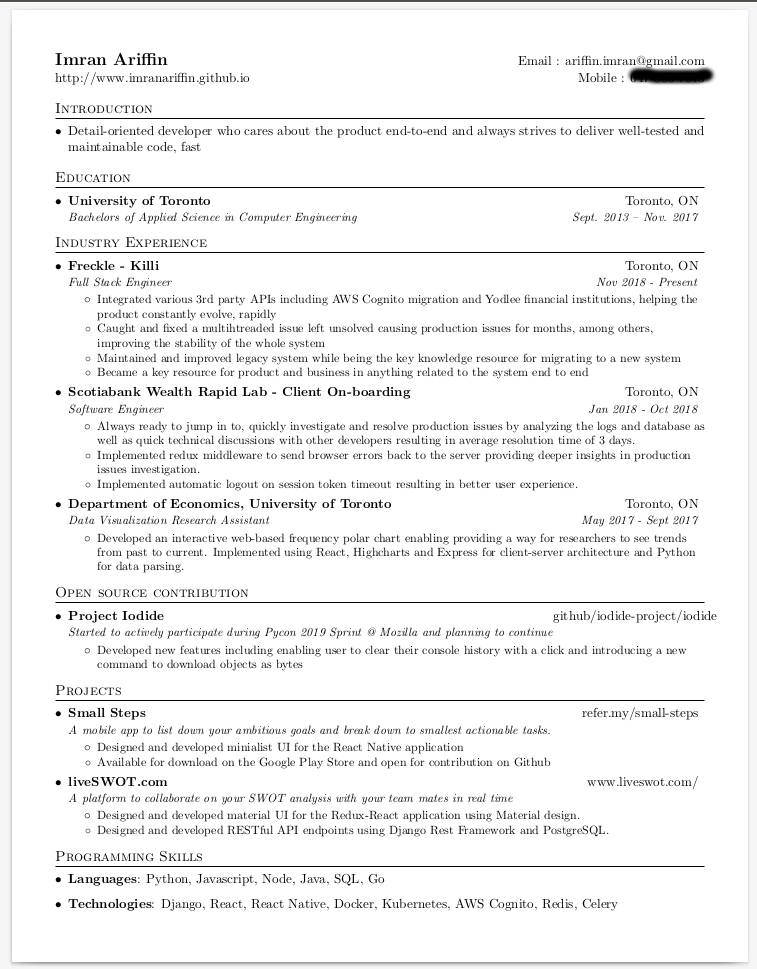 Imran Ariffin
Email : ariffin.imran@gmail.com
http://www.imranariffin.github.io
Mobile :
Introduction
• Detail-oriented developer who cares about the product end-to-end and always strives to deliver well-tested and
maintainable code, fast
Education
• University of Toronto
Toronto, ON
Bachelors of Applied Science in Computer Engineering
Sept. 2013 – Nov. 2017
Industry Experience
• Freckle - Killi
Toronto, ON
Full Stack Engineer
Nov 2018 - Present
◦ Integrated various 3rd party APIs including AWS Cognito migration and Yodlee financial institutions, helping the
product constantly evolve, rapidly
◦ Caught and fixed a multihtreaded issue left unsolved causing production issues for months, among others,
improving the stability of the whole system
◦ Maintained and improved legacy system while being the key knowledge resource for migrating to a new system
◦ Became a key resource for product and business in anything related to the system end to end
• Scotiabank Wealth Rapid Lab - Client On-boarding
Toronto, ON
Software Engineer
Jan 2018 - Oct 2018
◦ Always ready to jump in to, quickly investigate and resolve production issues by analyzing the logs and database as
well as quick technical discussions with other developers resulting in average resolution time of 3 days.
◦ Implemented redux middleware to send browser errors back to the server providing deeper insights in production
issues investigation.
◦ Implemented automatic logout on session token timeout resulting in better user experience.
• Department of Economics, University of Toronto
Toronto, ON
Data Visualization Research Assistant
May 2017 - Sept 2017
◦ Developed an interactive web-based frequency polar chart enabling providing a way for researchers to see trends
from past to current. Implemented using React, Highcharts and Express for client-server architecture and Python
for data parsing.
Open source contribution
• Project Iodide
github/iodide-project/iodide
Started to actively participate during Pycon 2019 Sprint @ Mozilla and planning to continue
◦ Developed new features including enabling user to clear their console history with a click and introducing a new
command to download objects as bytes
Projects
• Small Steps
refer.my/small-steps
A mobile app to list down your ambitious goals and break down to smallest actionable tasks.
◦ Designed and developed minialist UI for the React Native application
◦ Available for download on the Google Play Store and open for contribution on Github
• liveSWOT.com
www.liveswot.com/
A platform to collaborate on your SWOT analysis with your team mates in real time
◦ Designed and developed material UI for the Redux-React application using Material design.
◦ Designed and developed RESTful API endpoints using Django Rest Framework and PostgreSQL.
Programming Skills
• Languages: Python, Javascript, Node, Java, SQL, Go
• Technologies: Django, React, React Native, Docker, Kubernetes, AWS Cognito, Redis, Celery